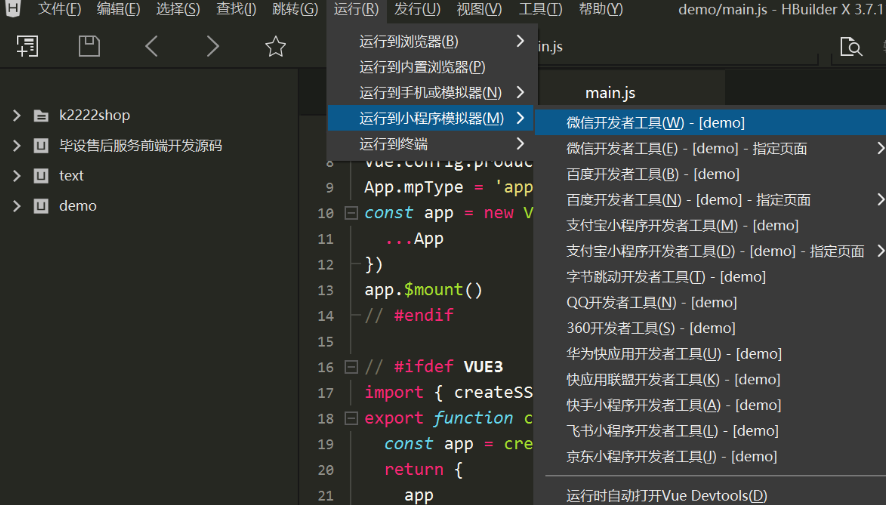 文件(F) 编辑(E) 选择(S) 查找(I) 跳转(G) 运行(R) 发行(U) 视图(V) 工具(T) 帮助(Y) demo/main.js - HBuilder X 3.7.1
运行到浏览器(B)
运行到内置浏览器(P)
运行到手机或模拟器(N)
运行到小程序模拟器(M)
运行到终端
in.js
main.js
k2222shop
毕设售后服务前端开发源码
text
demo
微信开发者工具(W) - [demo]
微信开发者工具(E) - [demo] - 指定页面
百度开发者工具(B) - [demo]
百度开发者工具(N) - [demo] - 指定页面
支付宝小程序开发者工具(M) - [demo]
支付宝小程序开发者工具(D) - [demo] - 指定页面
字节跳动开发者工具(T) - [demo]
QQ开发者工具(N) - [demo]
360开发者工具(S) - [demo]
华为快应用开发者工具(U) - [demo]
快应用联盟开发者工具(K) - [demo]
快手小程序开发者工具(A) - [demo]
飞书小程序开发者工具(L) - [demo]
京东小程序开发者工具(J) - [demo]
运行时自动打开Vue Devtools(D)
8 Vue.config.produc
9 App.mpType = 'app
10 const app = new V
11 ...App
12 })
13 app.$mount()
14 // #endif
15
16 // #ifdef VUE3
17 import { createSS
18 export function c
19 const app = cre
20 return {
21 app